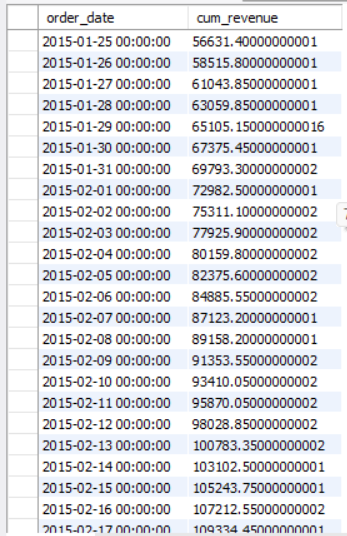 order_date cum_revenue
2015-01-25 00:00:00 56631.40000000001
2015-01-26 00:00:00 58515.80000000001
2015-01-27 00:00:00 61043.85000000001
2015-01-28 00:00:00 63059.85000000001
2015-01-29 00:00:00 65105.150000000016
2015-01-30 00:00:00 67375.45000000001
2015-01-31 00:00:00 69793.30000000002
2015-02-01 00:00:00 72982.50000000001
2015-02-02 00:00:00 75311.10000000002
2015-02-03 00:00:00 77925.90000000002
2015-02-04 00:00:00 80159.80000000002
2015-02-05 00:00:00 82375.60000000002
2015-02-06 00:00:00 84885.55000000002
2015-02-07 00:00:00 87123.20000000001
2015-02-08 00:00:00 89158.20000000001
2015-02-09 00:00:00 91353.55000000002
2015-02-10 00:00:00 93410.05000000002
2015-02-11 00:00:00 95870.05000000002
2015-02-12 00:00:00 98028.85000000002
2015-02-13 00:00:00 100783.35000000002
2015-02-14 00:00:00 103102.50000000001
2015-02-15 00:00:00 105243.75000000001
2015-02-16 00:00:00 107212.55000000002
2015-02-17 00:00:00 109334.45000000001